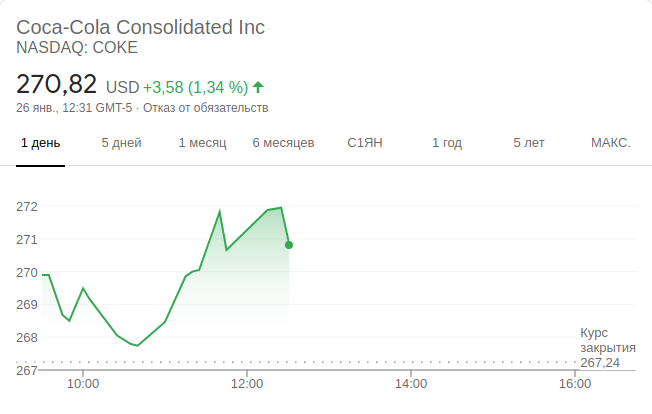 Coca-Cola Consolidated Inc
NASDAQ: COKE
270,82 USD +3,58 (1,34 %)
26 янв., 12:31 GMT-5 · Отказ от обязательств
1 день 5 дней 1 месяц 6 месяцев С1ЯН 1 год 5 лет МАКС.
272
271
270
269
268
267
Курс
закрытия
267,24
10:00 12:00 14:00 16:00